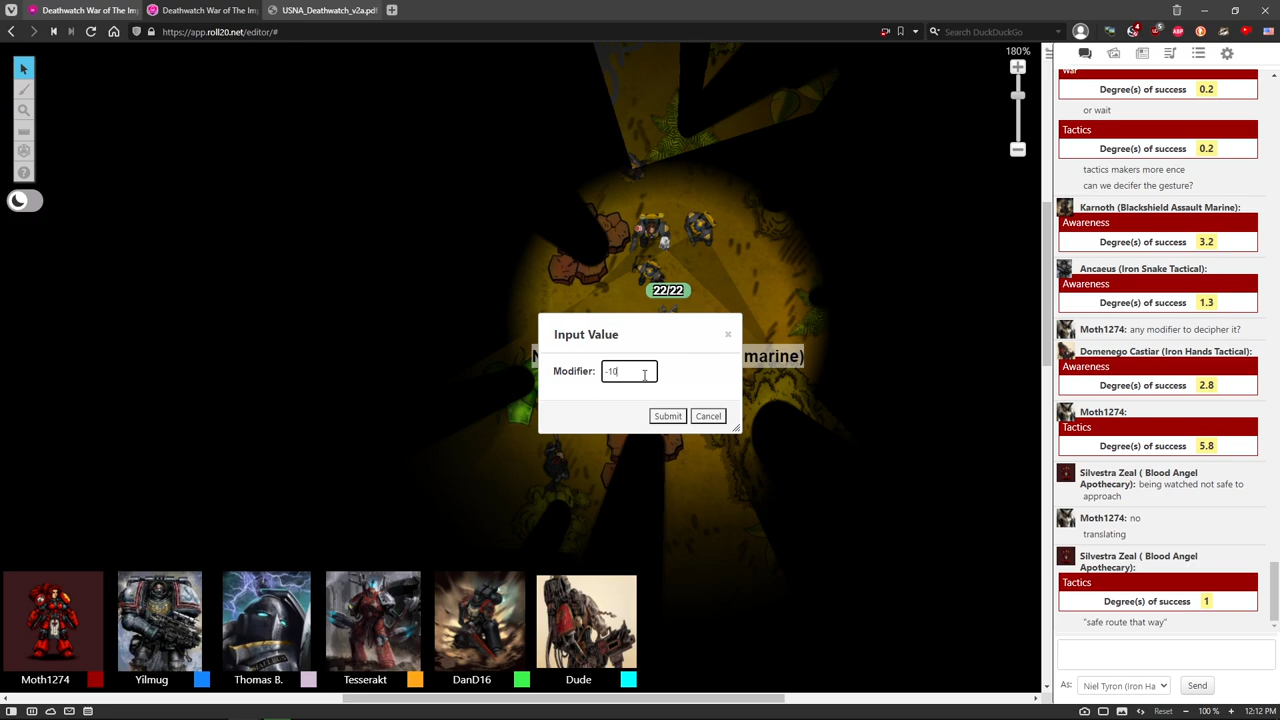 Deathwatch War of The Im
Deathwatch War of The Im
USNA_Deathwatch_v2a.pdf
https://app.roll20.net/editor/#
Search DuckDuckGo
180%
War
Degree(s) of success 0.2
or wait
Tactics
Degree(s) of success 0.2
tactics makers more ence
can we decifer the gesture?
Karnoth (Blackshield Assault Marine):
Awareness
Degree(s) of success 3.2
Ancaeus (Iron Snake Tactical):
Awareness
Degree(s) of success 1.3
Moth1274: any modifier to decipher it?
Domenego Castiar (Iron Hands Tactical):
Awareness
Degree(s) of success 2.8
Moth1274:
Tactics
Degree(s) of success 5.8
Silvestra Zeal ( Blood Angel
Apothecary): being watched not safe to
approach
Moth1274: no
translating
Silvestra Zeal ( Blood Angel
Apothecary):
Tactics
Degree(s) of success 1
"safe route that way"
As: Niel Tyron (Iron Ha
Send
22/22
marine)
Input Value
Modifier: -10
Submit Cancel
Moth1274
Yilmug
Thomas B.
Tesserakt
DanD16
Dude
Reset 100 % 12:12 PM